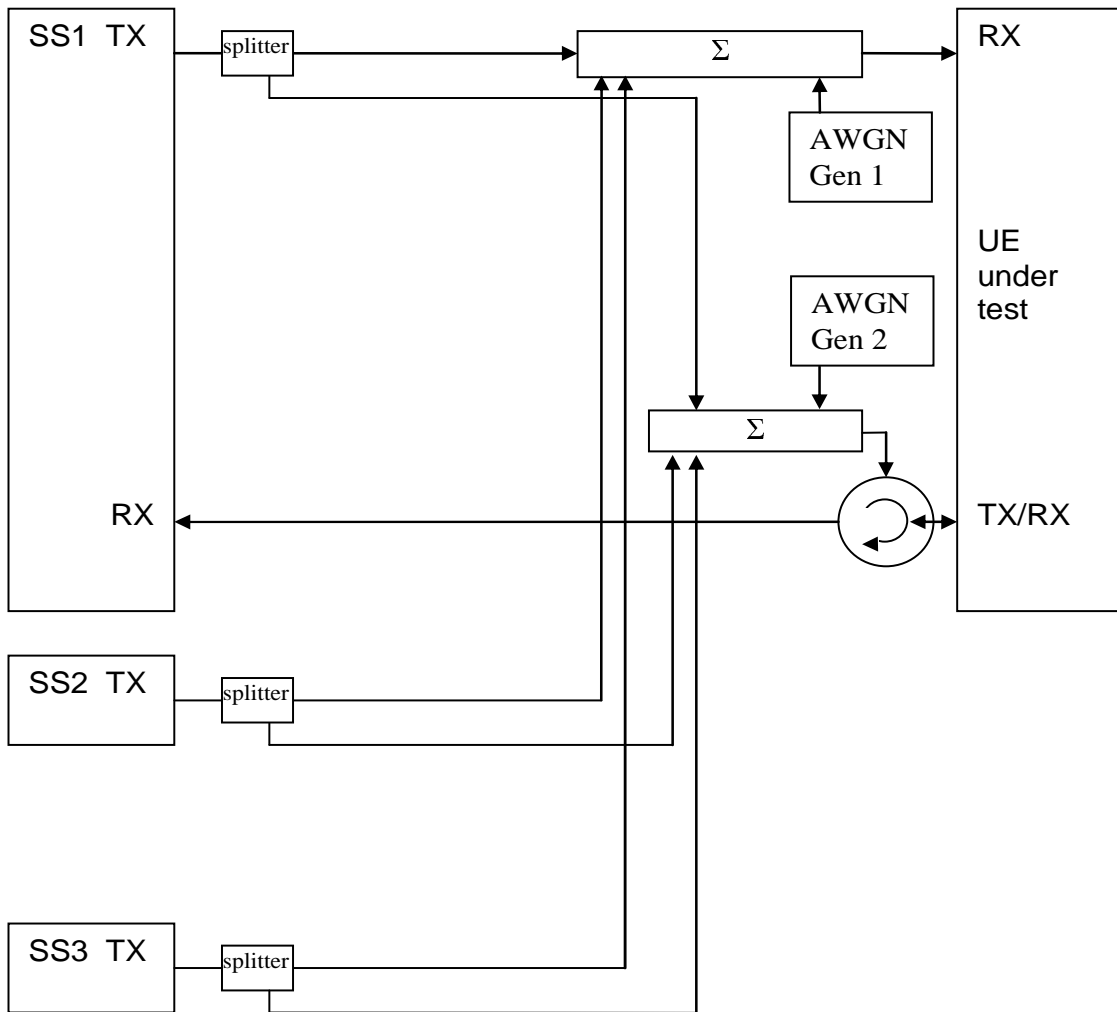 SS1 TX
splitter
Σ
RX
AWGN
Gen 1
UE
under
test
AWGN
Gen 2
Σ
RX
TX/RX
SS2 TX
splitter
SS3 TX
splitter